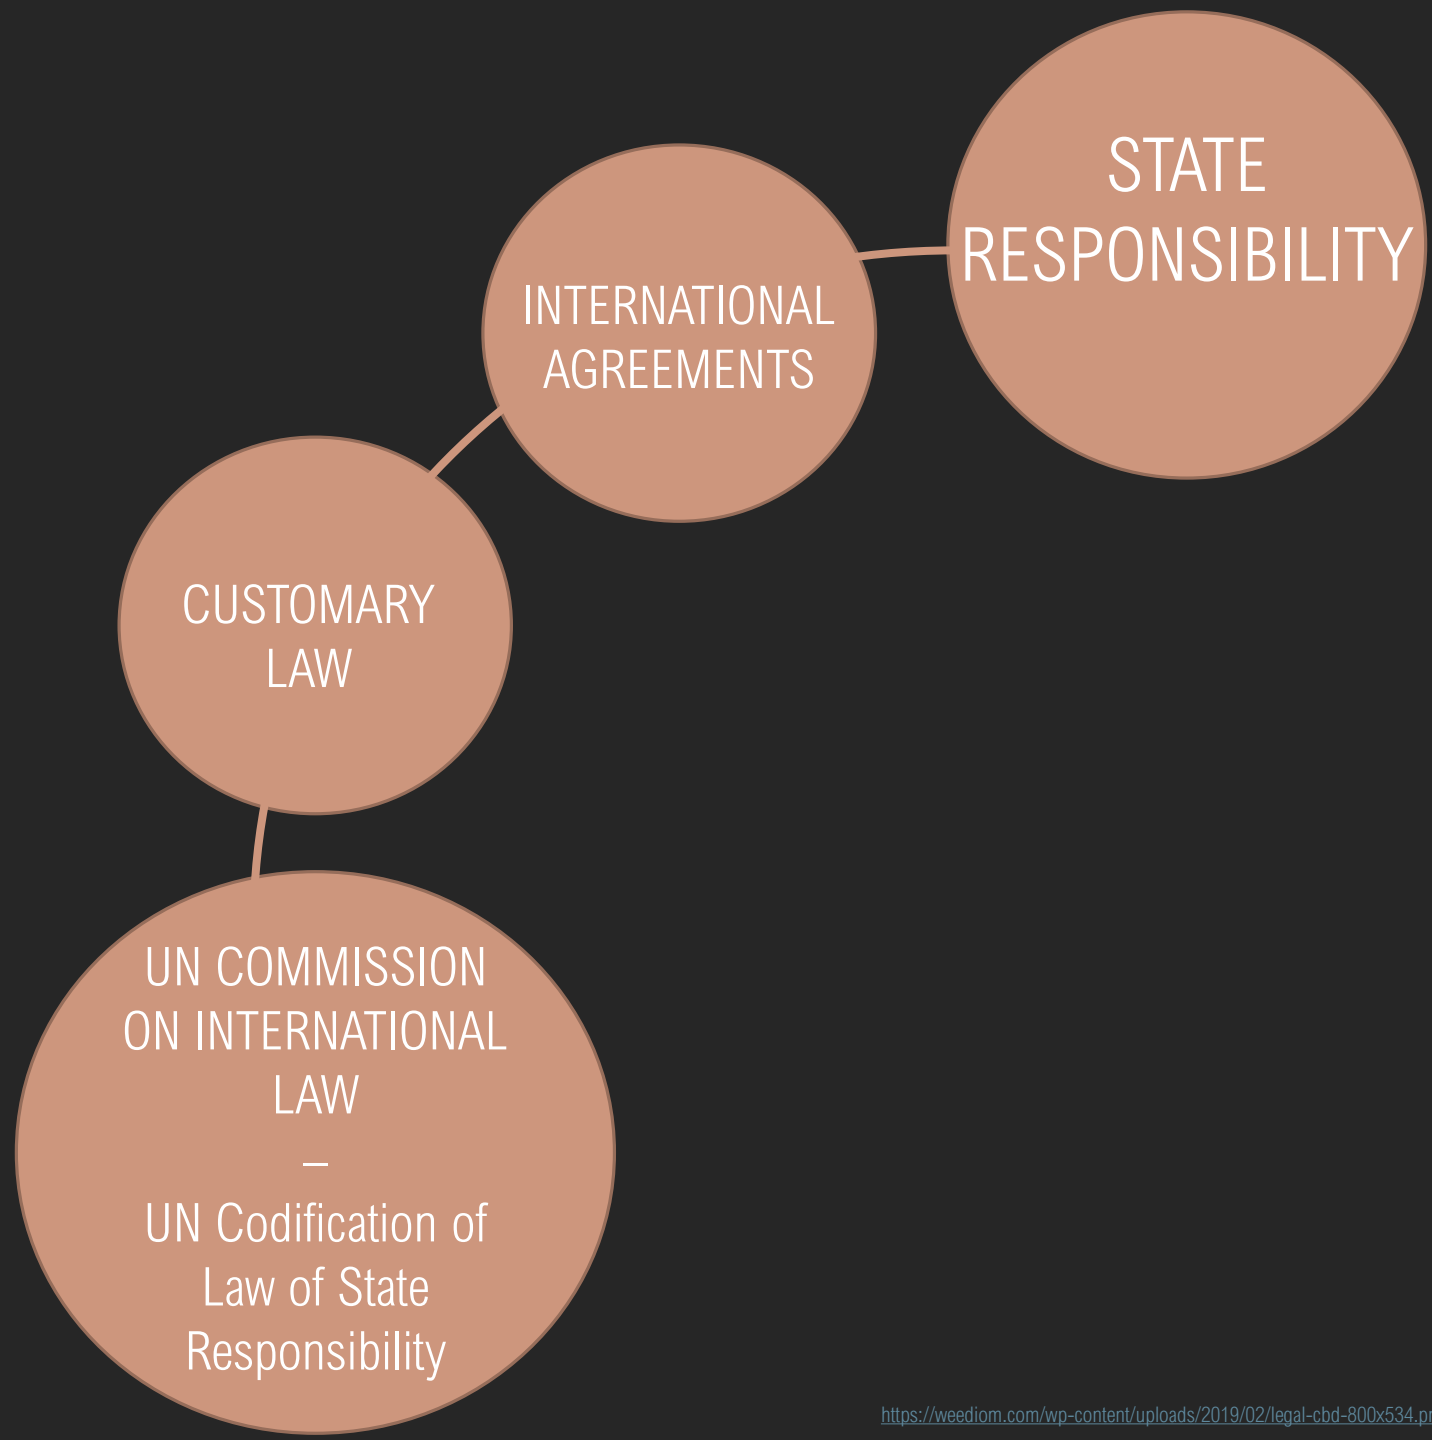 STATE
RESPONSIBILITY
INTERNATIONAL
AGREEMENTS
CUSTOMARY
LAW
UN COMMISSION
ON INTERNATIONAL
LAW
–
UN Codification of
Law of State
Responsibility
https://weediom.com/wp-content/uploads/2019/02/legal-cbd-800x534.pn